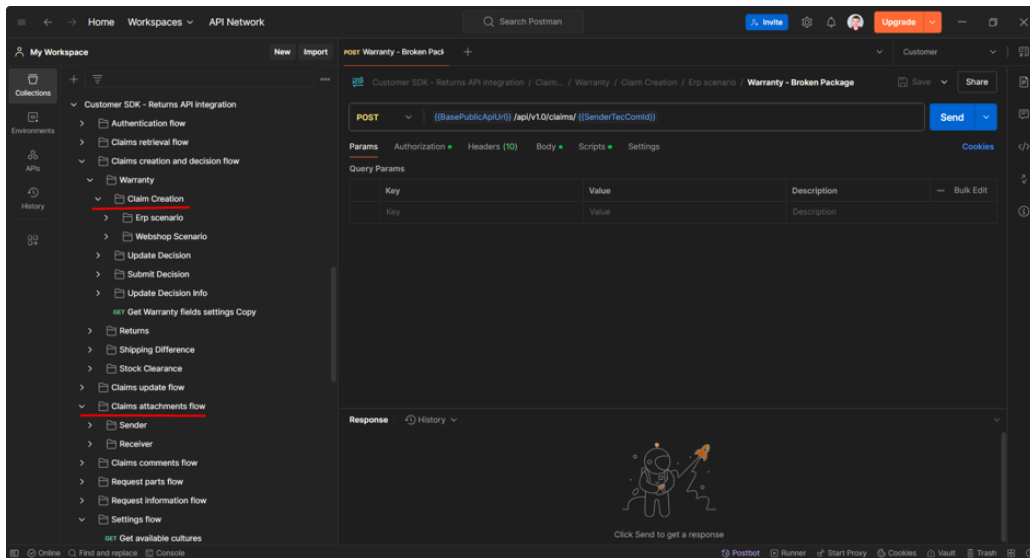 Home Workspaces API Network Search Postman Invite Upgrade
My Workspace New Import POST Warranty - Broken Pack Customer
Collections
Environments
APIs
History
Customer SDK - Returns API integration
Authentication flow
Claims retrieval flow
Claims creation and decision flow
Warranty
Claim Creation
Erp scenario
Webshop Scenario
Update Decision
Submit Decision
Update Decision Info
GET Get Warranty fields settings Copy
Returns
Shipping Difference
Stock Clearance
Claims update flow
Claims attachments flow
Sender
Receiver
Claims comments flow
Request parts flow
Request information flow
Settings flow
GET Get available cultures
Customer SDK - Returns API integration / Claim... / Warranty / Claim Creation / Erp scenario / Warranty - Broken Package Save Share
POST {{BasePublicApiUrl}} /api/v1.0/claims/ {{SenderTecComId}} Send
Params Authorization Headers (10) Body Scripts Settings Cookies
Query Params
Key Value Description Bulk Edit
Key Value Description
Response History
Click Send to get a response
Online Find and replace Console Postbot Runner Start Proxy Cookies Vault Trash